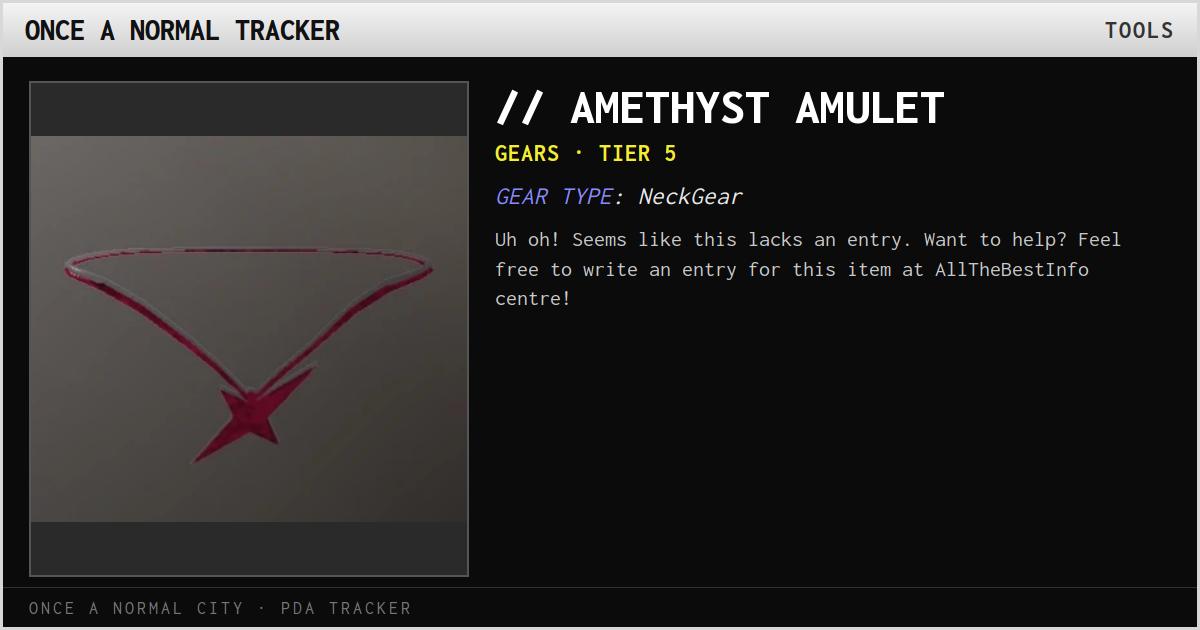 ONCE A NORMAL TRACKER
TOOLS
// AMETHYST AMULET
GEARS · TIER 5
GEAR TYPE: NeckGear
Uh oh! Seems like this lacks an entry. Want to help? Feel
free to write an entry for this item at AllTheBestInfo
centre!
ONCE A NORMAL CITY · PDA TRACKER